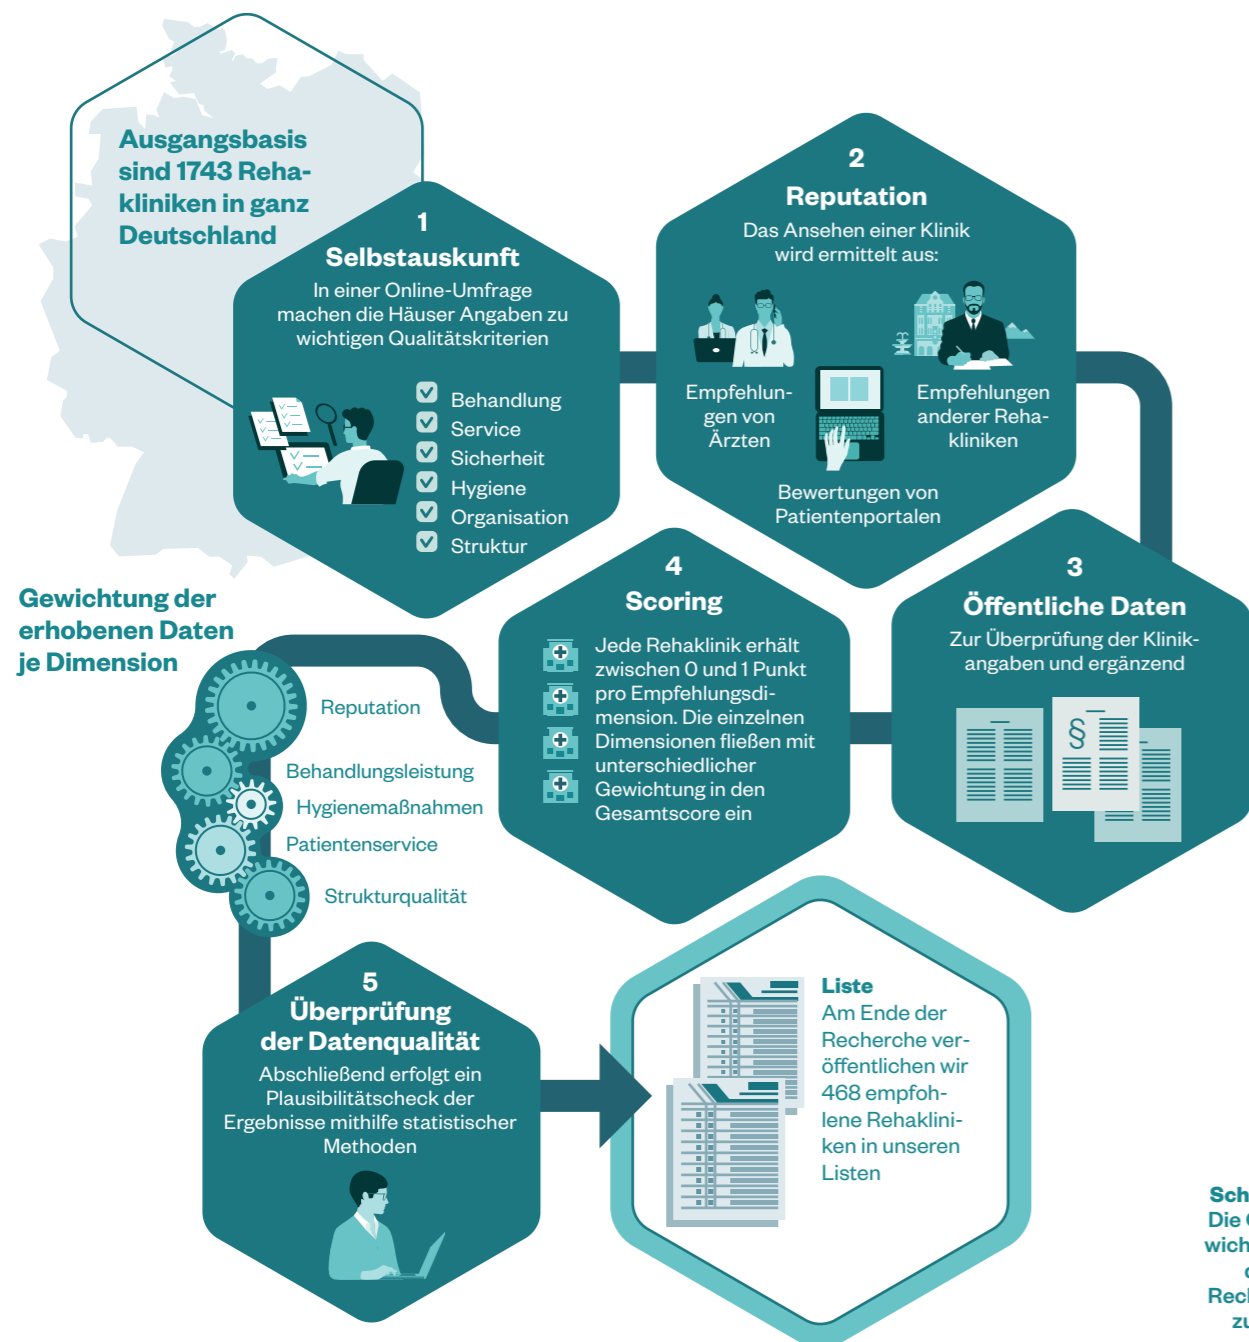 Ausgangsbasis
sind 1743 Reha-
kliniken in ganz
Deutschland
1
Selbstauskunft
In einer Online-Umfrage
machen die Häuser Angaben zu
wichtigen Qualitätskriterien
Behandlung
Service
Sicherheit
Hygiene
Organisation
Struktur
2
Reputation
Das Ansehen einer Klinik
wird ermittelt aus:
Empfehlun-
gen von
Ärzten
Bewertungen von
Patientenportalen
Empfehlungen
anderer Reha-
kliniken
3
Öffentliche Daten
Zur Überprüfung der Klinik-
angaben und ergänzend
§
4
Scoring
Jede Rehaklinik erhält
zwischen 0 und 1 Punkt
pro Empfehlungsdi-
mension. Die einzelnen
Dimensionen fließen mit
unterschiedlicher
Gewichtung in den
Gesamtscore ein
Gewichtung der
erhobenen Daten
je Dimension
Reputation
Behandlungsleistung
Hygienemaßnahmen
Patientenservice
Strukturqualität
5
Überprüfung
der Datenqualität
Abschließend erfolgt ein
Plausibilitätscheck der
Ergebnisse mithilfe statistischer
Methoden
Liste
Am Ende der
Recherche ver-
öffentlichen wir
468 empfoh-
lene Rehaklini-
ken in unseren
Listen
Sch
Die
wich
Rech
zu